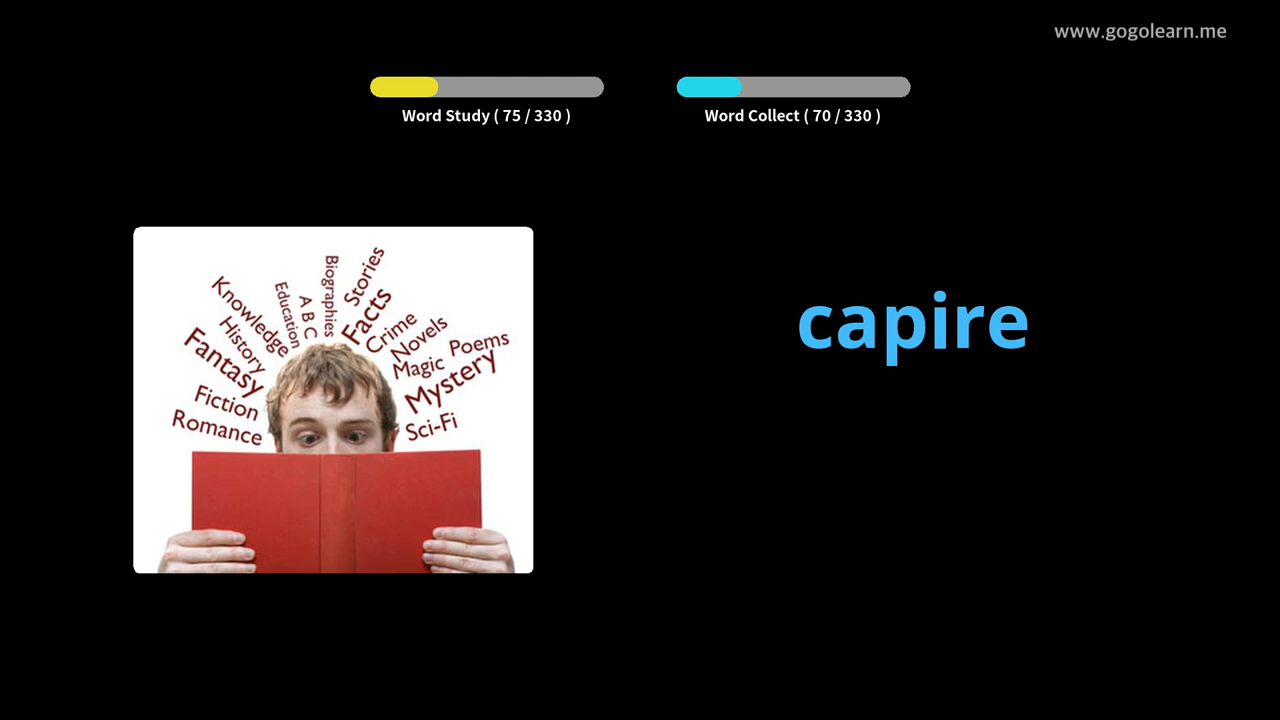 www.gogolearn.me
Word Study ( 75 / 330 )
Word Collect ( 70 / 330 )
capire
Romance
Fiction
Fantasy
History
Knowledge
Education
A B C
Biographies
Stories
Facts
Crime
Novels
Magic
Poems
Mystery
Sci-Fi